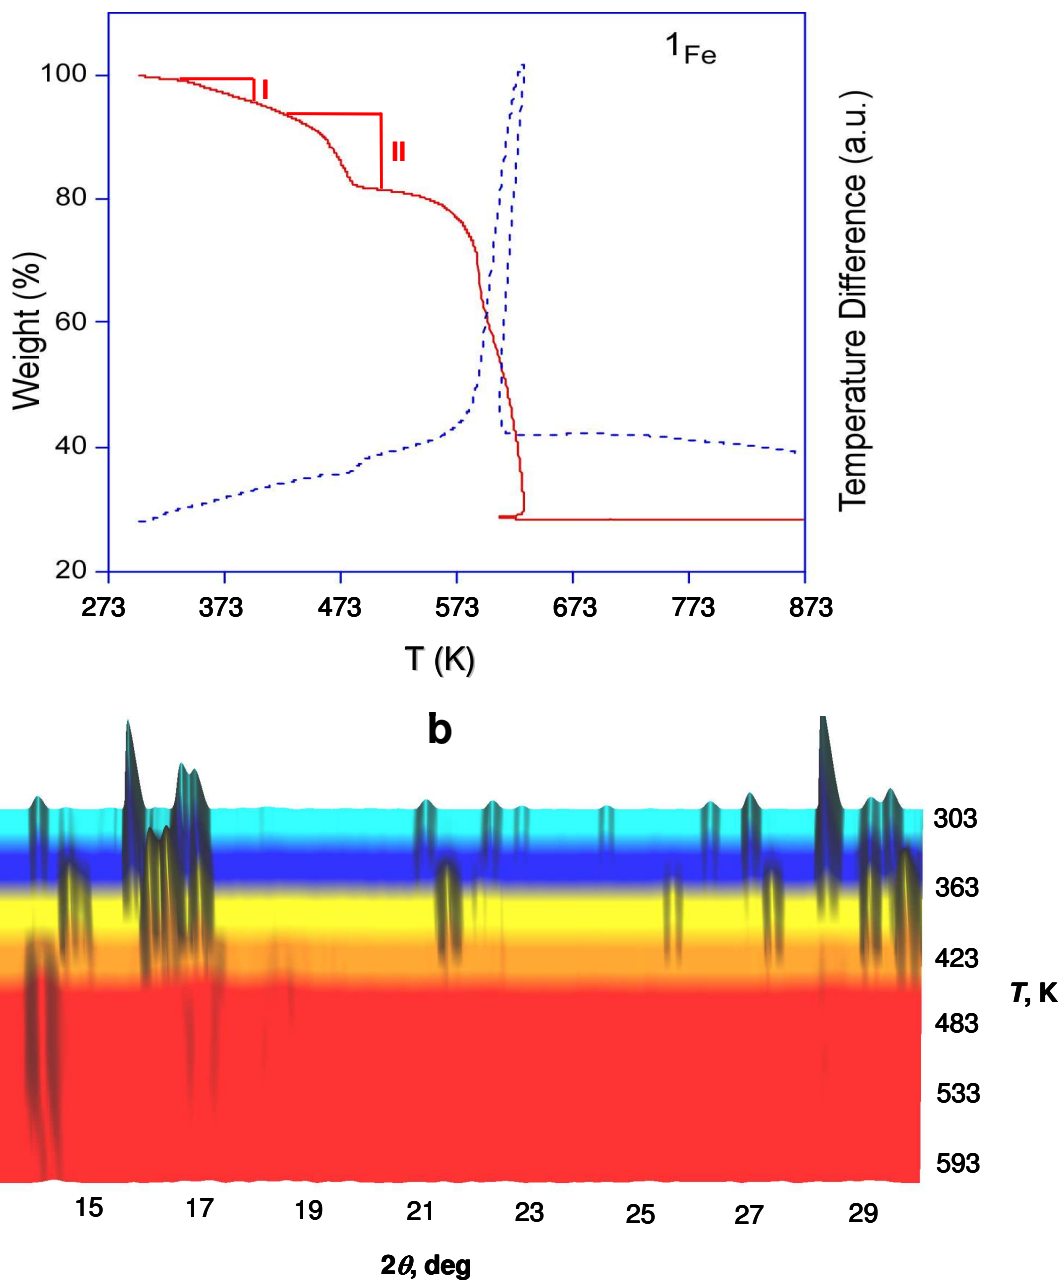 1Fe
100
80
60
40
20
I
II
Weight (%)
Temperature Difference (a.u.)
273 373 473 573 673 773 873
T (K)
b
303
363
423
483
533
593
T, K
15 17 19 21 23 25 27 29
2θ, deg